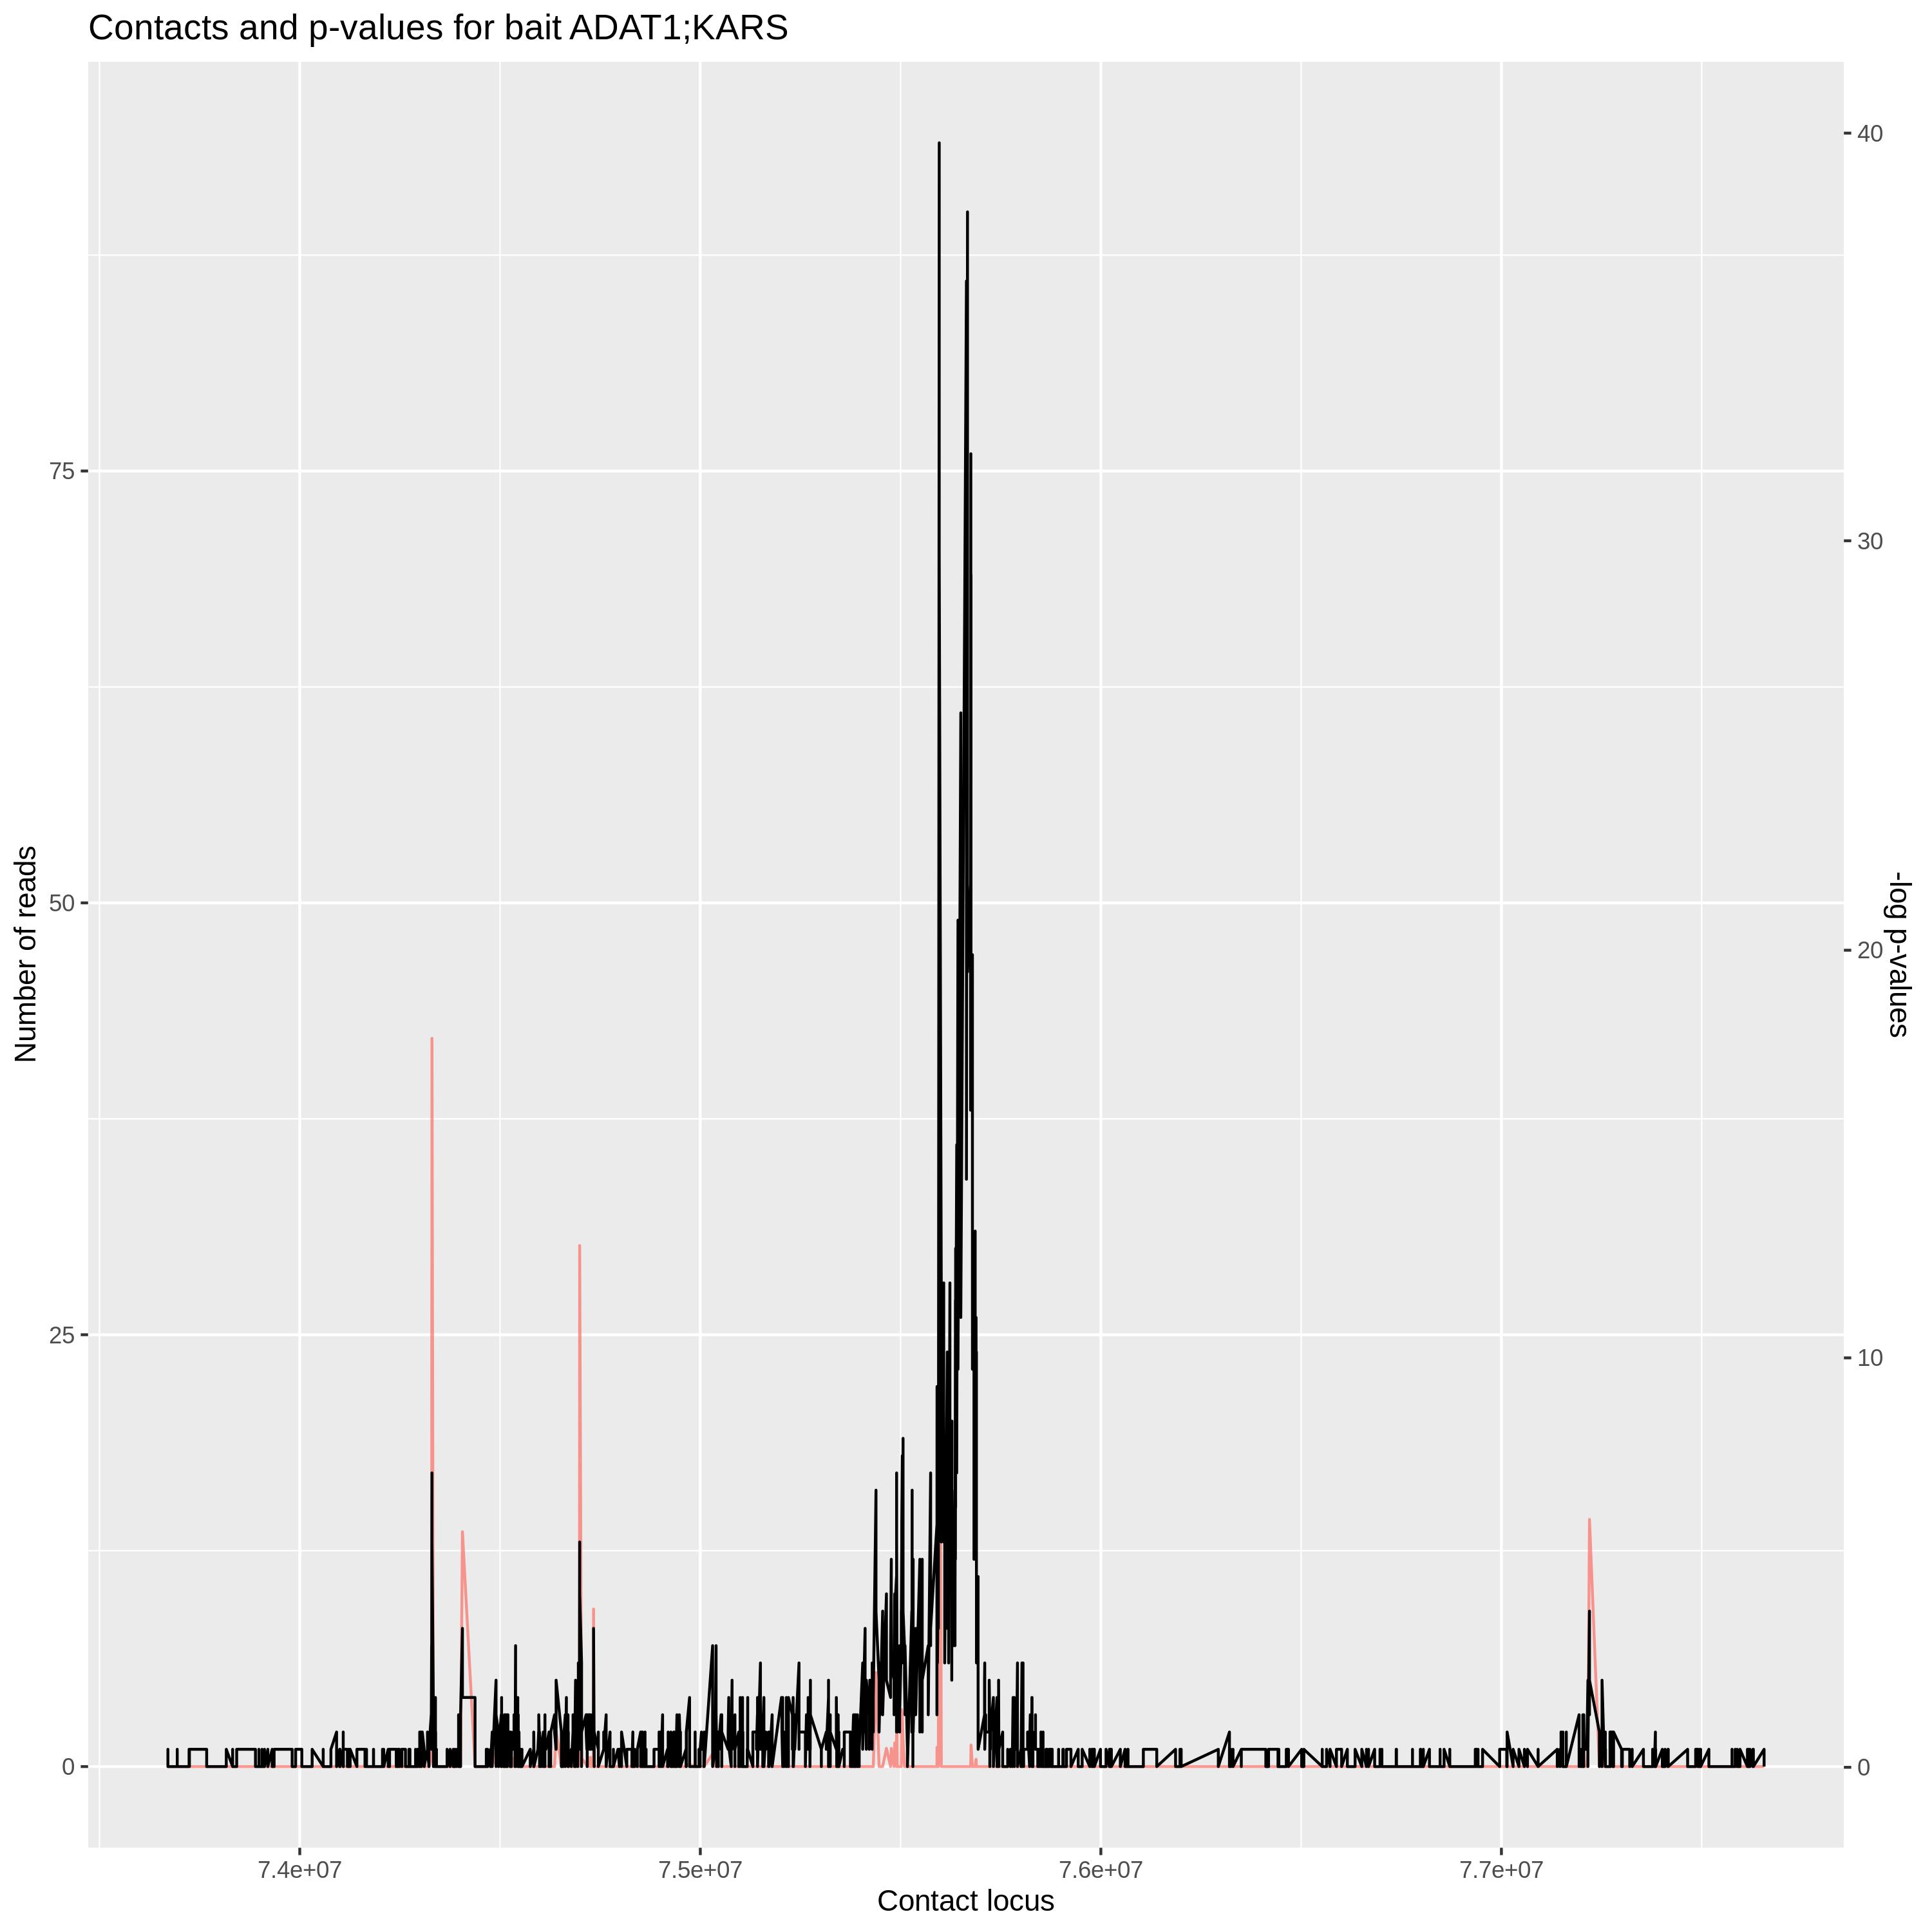 Contacts and p-values for bait ADAT1;KARS
Number of reads
75
50
25
0
40
30
20
10
0
-log p-values
7.4e+07
7.5e+07
7.6e+07
7.7e+07
Contact locus